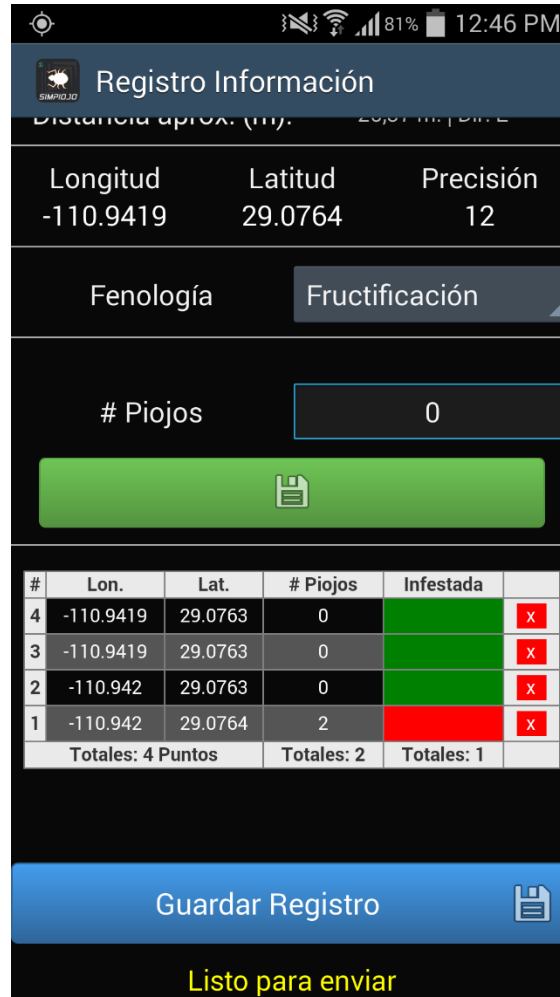 81% 12:46 PM
SIMPIOJO Registro Información
Distancia aprox. (m):
Longitud Latitud Precisión
-110.9419 29.0764 12
Fenología Fructificación
# Piojos 0
# Lon. Lat. # Piojos Infestada
4 -110.9419 29.0763 0 x
3 -110.9419 29.0763 0 x
2 -110.942 29.0763 0 x
1 -110.942 29.0764 2 x
Totales: 4 Puntos Totales: 2 Totales: 1
Guardar Registro
Listo para enviar